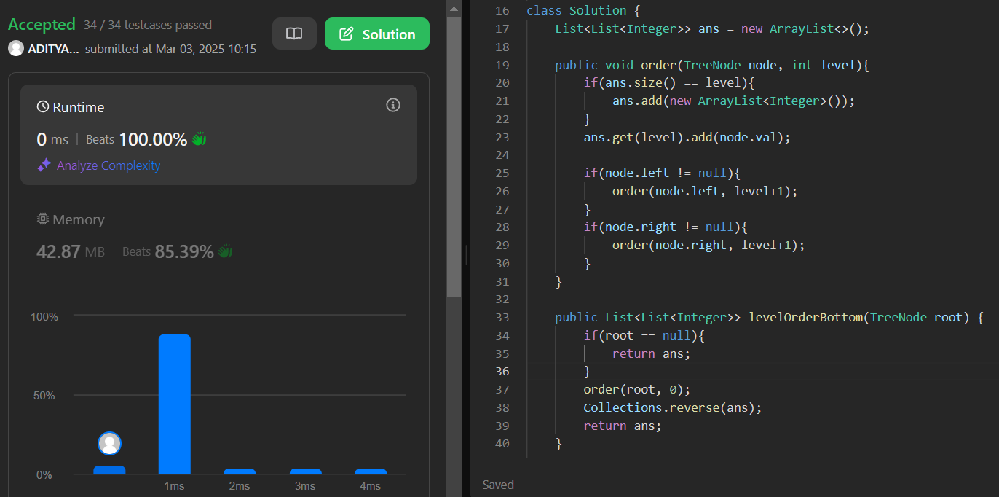 Accepted 34 / 34 testcases passed
ADITYA... submitted at Mar 03, 2025 10:15
Solution
Runtime
0 ms | Beats 100.00%
Analyze Complexity
Memory
42.87 MB | Beats 85.39%
100%
50%
0%
1ms 2ms 3ms 4ms
16 class Solution {
17     List<List<Integer>> ans = new ArrayList<>();
18
19     public void order(TreeNode node, int level){
20         if(ans.size() == level){
21             ans.add(new ArrayList<Integer>());
22         }
23         ans.get(level).add(node.val);
24
25         if(node.left != null){
26             order(node.left, level+1);
27         }
28         if(node.right != null){
29             order(node.right, level+1);
30         }
31     }
32
33     public List<List<Integer>> levelOrderBottom(TreeNode root) {
34         if(root == null){
35             return ans;
36         }
37         order(root, 0);
38         Collections.reverse(ans);
39         return ans;
40     }
Saved